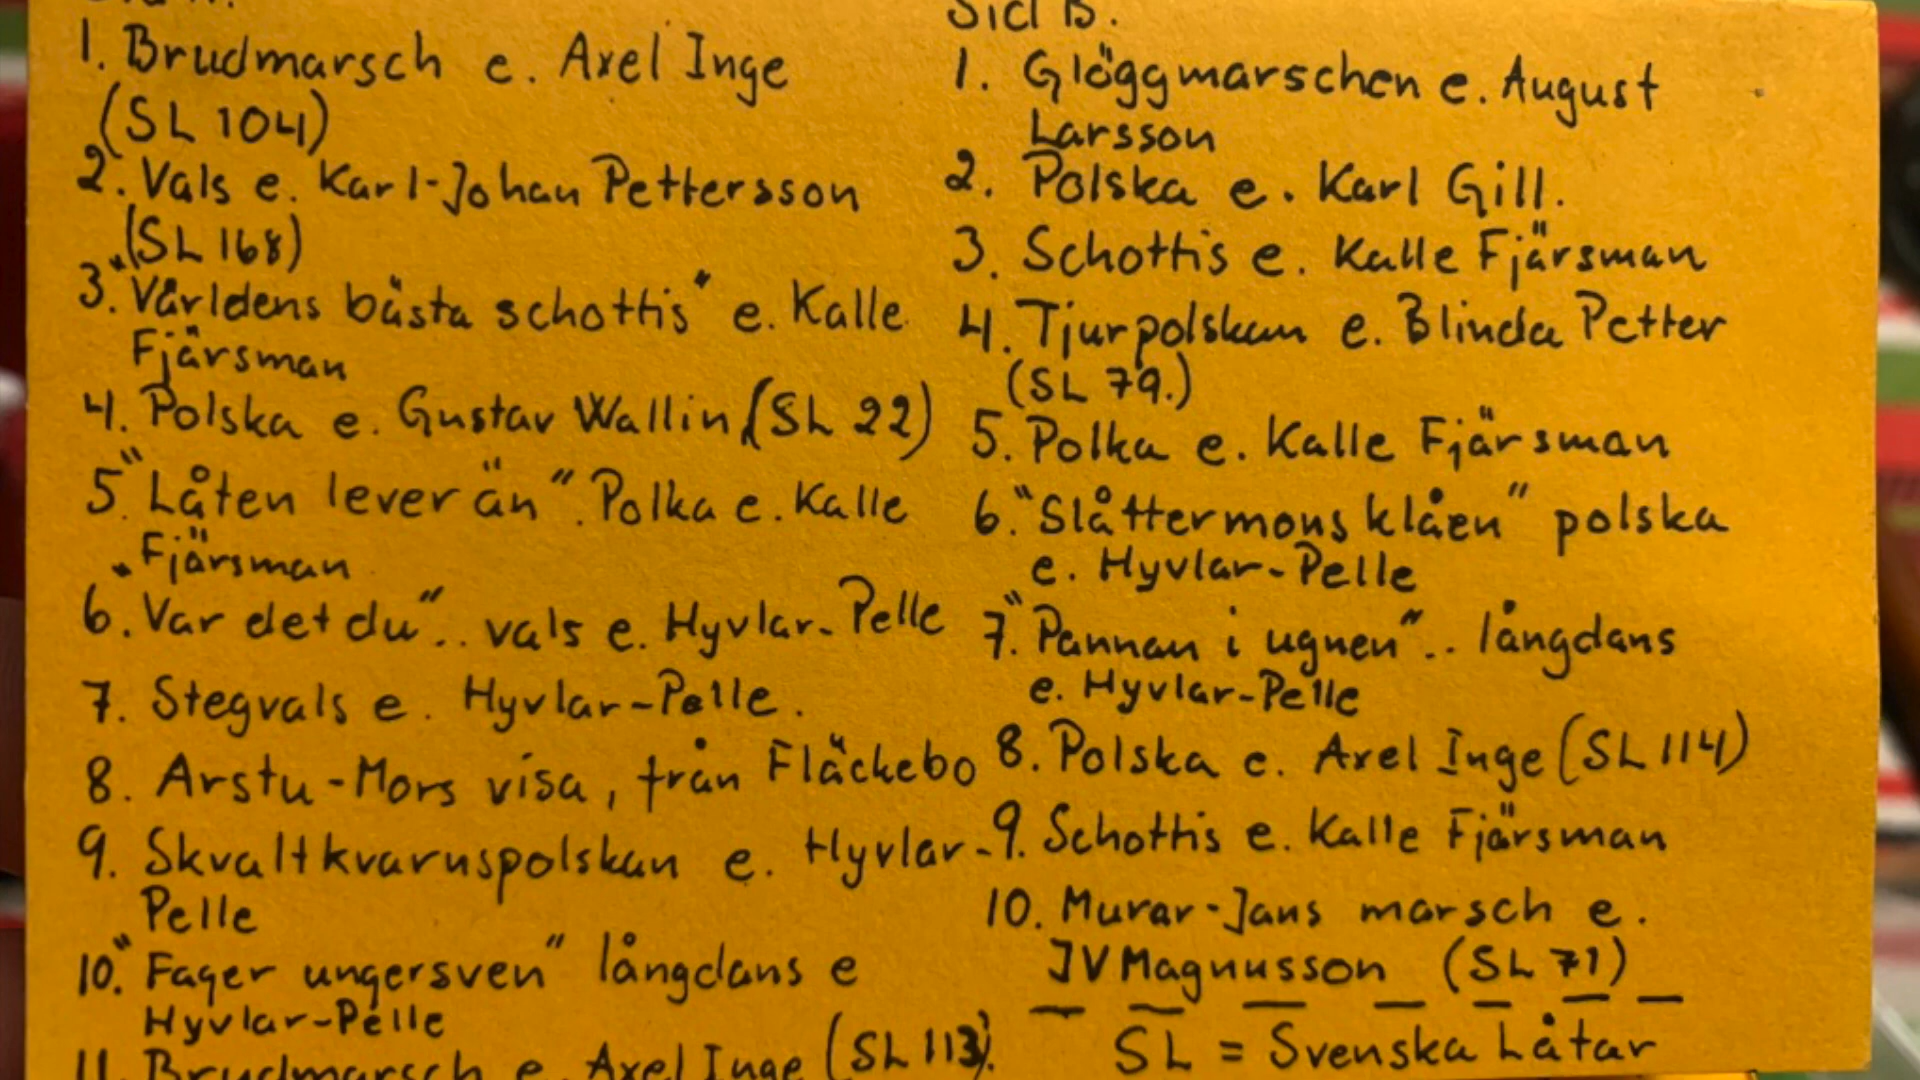 1. Brudmarsch e. Axel Inge
(SL 104)
2. Vals e. Karl-Johan Pettersson
(SL 168)
3. "Världens bästa schottis" e. Kalle
Fjärsman
4. Polska e. Gustav Wallin (SL 22)
5. "Låten lever än". Polka e. Kalle
Fjärsman
6. "Var det du".. vals e. Hyvlar-Pelle
7. Stegvals e. Hyvlar-Pelle.
8. Arstu-Mors visa, från Fläckebo
9. Skvaltkvarnspolskan e. Hyvlar-
Pelle
10. "Fager ungersven" långdans e
Hyvlar-Pelle
11. Brudmarsch e. Axel Inge (SL 113).
Sid B.
1. Glöggmarschen e. August
Larsson
2. Polska e. Karl Gill.
3. Schottis e. Kalle Fjärsman
4. Tjurpolskan e. Blinda Petter
(SL 79.)
5. Polka e. Kalle Fjärsman
6. "Slåttermons klåen" polska
e. Hyvlar-Pelle
7. "Pannan i ugnen".. långdans
e. Hyvlar-Pelle
8. Polska e. Axel Inge (SL 114)
9. Schottis e. Kalle Fjärsman
10. Murar-Jans marsch e.
JV Magnusson (SL 71)
SL = Svenska Låtar